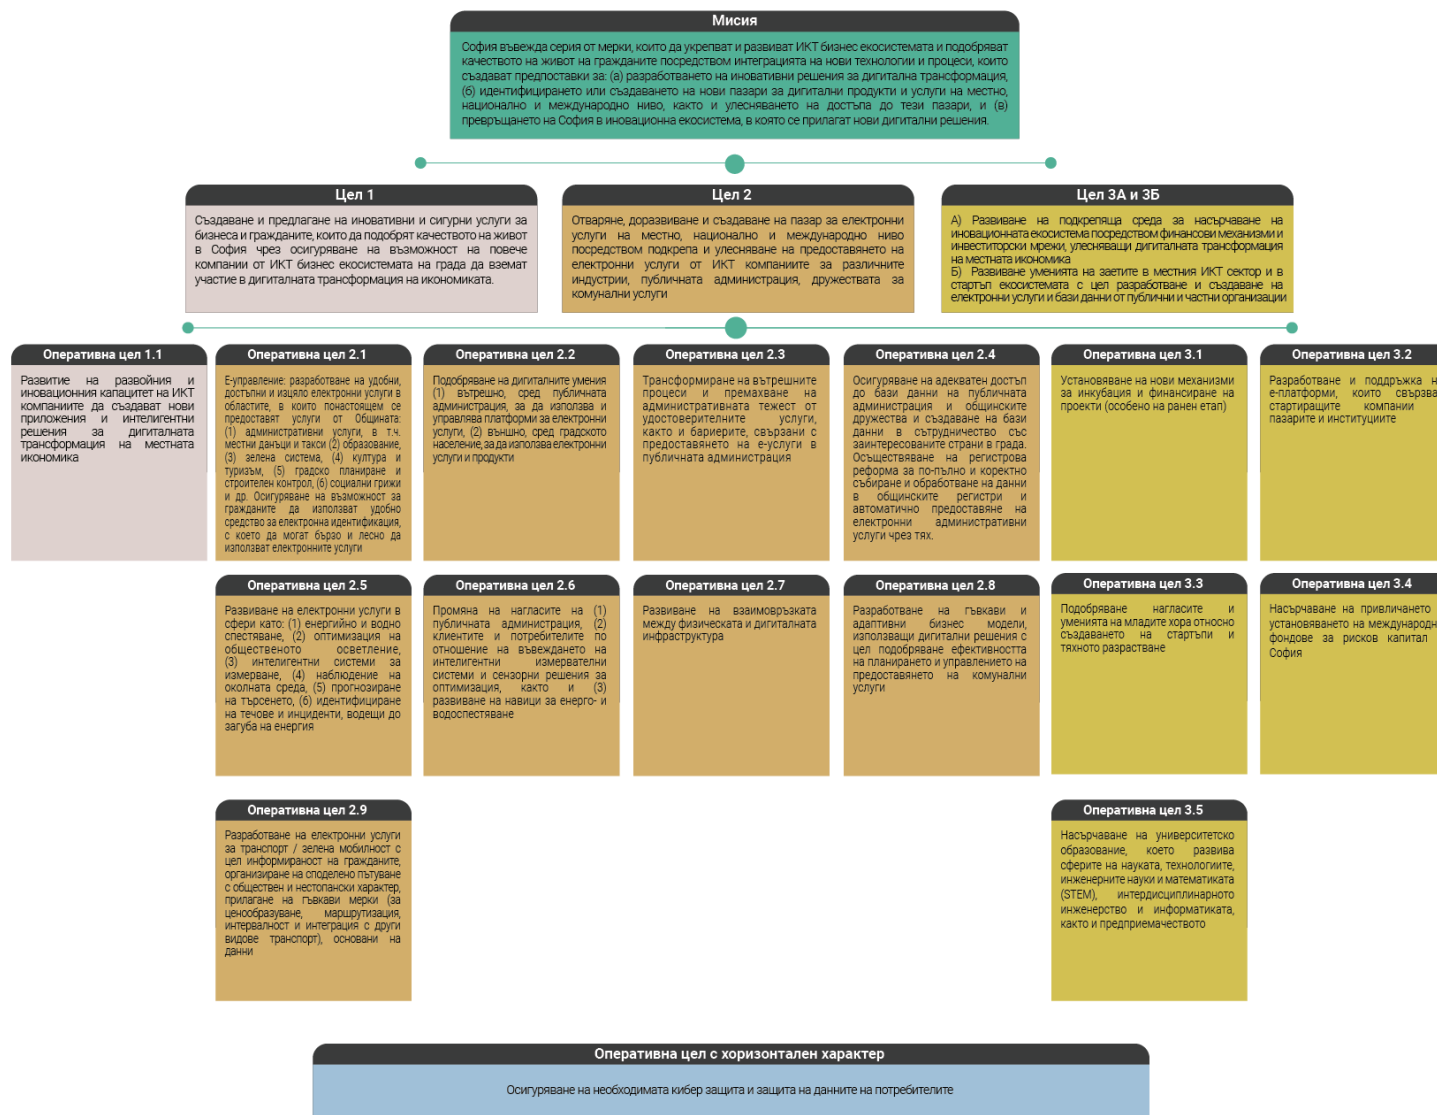 Мисия
София въвежда серия от мерки, които да укрепват и развиват ИКТ бизнес екосистемата и подобряват
качеството на живот на гражданите посредством интеграцията на нови технологии и процеси, които
създават предпоставки за: (а) разработването на иновативни решения за дигитална трансформация,
(б) идентифицирането или създаването на нови пазари за дигитални продукти и услуги на местно,
национално и международно ниво, както и улесняването на достъпа до тези пазари, и (в)
превръщането на София в иновационна екосистема, в която се прилагат нови дигитални решения.
Цел 1
Създаване и предлагане на иновативни и сигурни услуги за
бизнеса и гражданите, които да подобрят качеството на живот
в София чрез осигуряване на възможност на повече
компании от ИКТ бизнес екосистемата на града да вземат
участие в дигиталната трансформация на икономиката.
Цел 2
Отваряне, доразвиване и създаване на пазар за електронни
услуги на местно, национално и международно ниво
посредством подкрепа и улесняване на предоставянето на
електронни услуги от ИКТ компаниите за различните
индустрии, публичната администрация, дружествата за
комунални услуги
Цел 3А и 3Б
А) Развиване на подкрепяща среда за насърчаване на
иновационната екосистема посредством финансови механизми и
инвеститорски мрежи, улесняващи дигиталната трансформация
на местната икономика
Б) Развиване уменията на заетите в местния ИКТ сектор и в
стартъп екосистемата с цел разработване и създаване на
електронни услуги и бази данни от публични и частни организации
Оперативна цел 1.1
Развитие на развойния и
иновационния капацитет на ИКТ
компаниите да създават нови
приложения и интелигентни
решения за дигиталната
трансформация на местната
икономика
Оперативна цел 2.1
Е-управление: разработване на удобни,
достъпни и изцяло електронни услуги в
областите, в които понастоящем се
предоставят услуги от Общината:
(1) административни услуги, в т.ч.
местни данъци и такси (2) образование,
(3) зелена система, (4) култура и
туризъм, (5) градско планиране и
строителен контрол, (6) социални грижи
и др. Осигуряване на възможност за
гражданите да използват удобно
средство за електронна идентификация,
с което да могат бързо и лесно да
използват електронните услуги
Оперативна цел 2.2
Подобряване на дигиталните умения
(1) вътрешно, сред публичната
администрация, за да използва и
управлява платформи за електронни
услуги, (2) външно, сред градското
население, за да използва електронни
услуги и продукти
Оперативна цел 2.3
Трансформиране на вътрешните
процеси и премахване на
административната тежест от
удостоверителните услуги,
както и бариерите, свързани с
предоставянето на е-услуги в
публичната администрация
Оперативна цел 2.4
Осигуряване на адекватен достъп
до бази данни на публичната
администрация и общинските
дружества и създаване на бази
данни в сътрудничество със
заинтересованите страни в града.
Осъществяване на регистрова
реформа за по-пълно и коректно
събиране и обработване на данни
в общинските регистри и
автоматично предоставяне на
електронни административни
услуги чрез тях.
Оперативна цел 3.1
Установяване на нови механизми
за инкубация и финансиране на
проекти (особено на ранен етап)
Оперативна цел 3.2
Разработване и поддръжка н
е-платформи, които свързва
стартиращите компании
пазарите и институциите
Оперативна цел 2.5
Развиване на електронни услуги в
сфери като: (1) енергийно и водно
спестяване, (2) оптимизация на
общественото осветление,
(3) интелигентни системи за
измерване, (4) наблюдение на
околната среда, (5) прогнозиране
на търсенето, (6) идентифициране
на течове и инциденти, водещи до
загуба на енергия
Оперативна цел 2.6
Промяна на нагласите на (1)
публичната администрация, (2)
клиентите и потребителите по
отношение на въвеждането на
интелигентни измервателни
системи и сензорни решения за
оптимизация, както и (3)
развиване на навици за енерго- и
водоспестяване
Оперативна цел 2.7
Развиване на взаимовръзката
между физическата и дигиталната
инфраструктура
Оперативна цел 2.8
Разработване на гъвкави и
адаптивни бизнес модели,
използващи дигитални решения с
цел подобряване ефективността
на планирането и управлението на
предоставянето на комунални
услуги
Оперативна цел 3.3
Подобряване нагласите и
уменията на младите хора относно
създаването на стартъпи и
тяхното разрастване
Оперативна цел 3.4
Насърчаване на привличането
установяването на международн
фондове за рисков капитал
София
Оперативна цел 2.9
Разработване на електронни услуги
за транспорт / зелена мобилност с
цел информираност на гражданите,
организиране на споделено пътуване
с обществен и нестопански характер,
прилагане на гъвкави мерки (за
ценообразуване, маршрутизация,
интервалност и интеграция с други
видове транспорт), основани на
данни
Оперативна цел 3.5
Насърчаване на университетско
образование, което развива
сферите на науката, технологиите,
инженерните науки и математиката
(STEM), интердисциплинарното
инженерство и информатиката,
както и предприемачеството
Оперативна цел с хоризонтален характер
Осигуряване на необходимата кибер защита и защита на данните на потребителите